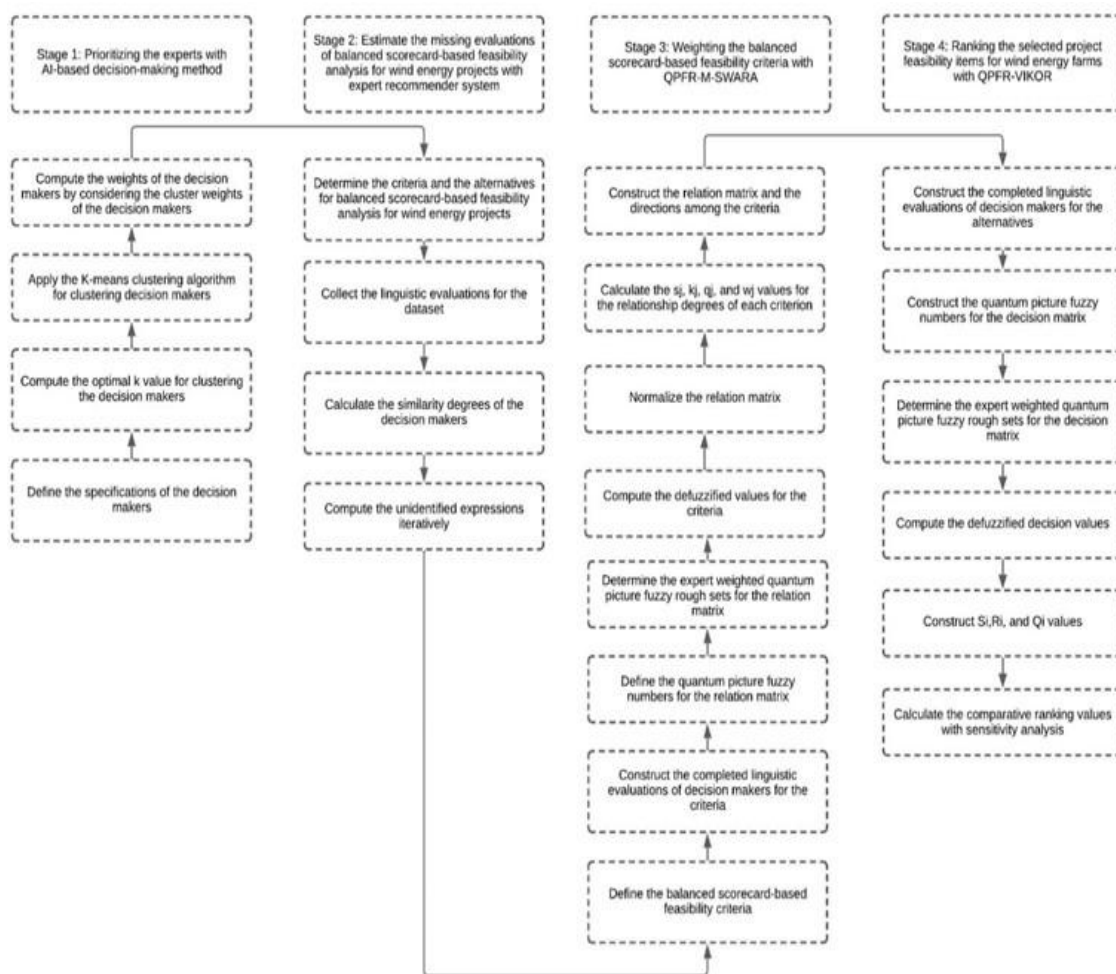 Stage 1: Prioritizing the experts with
AI-based decision-making method
Stage 2: Estimate the missing evaluations
of balanced scorecard-based feasibility
analysis for wind energy projects with
expert recommender system
Stage 3: Weighting the balanced
scorecard-based feasibility criteria with
QPFR-M-SWARA
Stage 4: Ranking the selected project
feasibility items for wind energy farms
with QPFR-VIKOR
Compute the weights of the decision
makers by considering the cluster weights
of the decision makers
Apply the K-means clustering algorithm
for clustering decision makers
Compute the optimal k value for clustering
the decision makers
Define the specifications of the decision
makers
Determine the criteria and the alternatives
for balanced scorecard-based feasibility
analysis for wind energy projects
Collect the linguistic evaluations for the
dataset
Calculate the similarity degrees of the
decision makers
Compute the unidentified expressions
iteratively
Construct the relation matrix and the
directions among the criteria
Calculate the sj, kj, qj, and wj values for
the relationship degrees of each criterion
Normalize the relation matrix
Compute the defuzzified values for the
criteria
Determine the expert weighted quantum
picture fuzzy rough sets for the relation
matrix
Define the quantum picture fuzzy
numbers for the relation matrix
Construct the completed linguistic
evaluations of decision makers for the
criteria
Define the balanced scorecard-based
feasibility criteria
Construct the completed linguistic
evaluations of decision makers for the
alternatives
Construct the quantum picture fuzzy
numbers for the decision matrix
Determine the expert weighted quantum
picture fuzzy rough sets for the decision
matrix
Compute the defuzzified decision values
Construct Si,Ri, and Qi values
Calculate the comparative ranking values
with sensitivity analysis